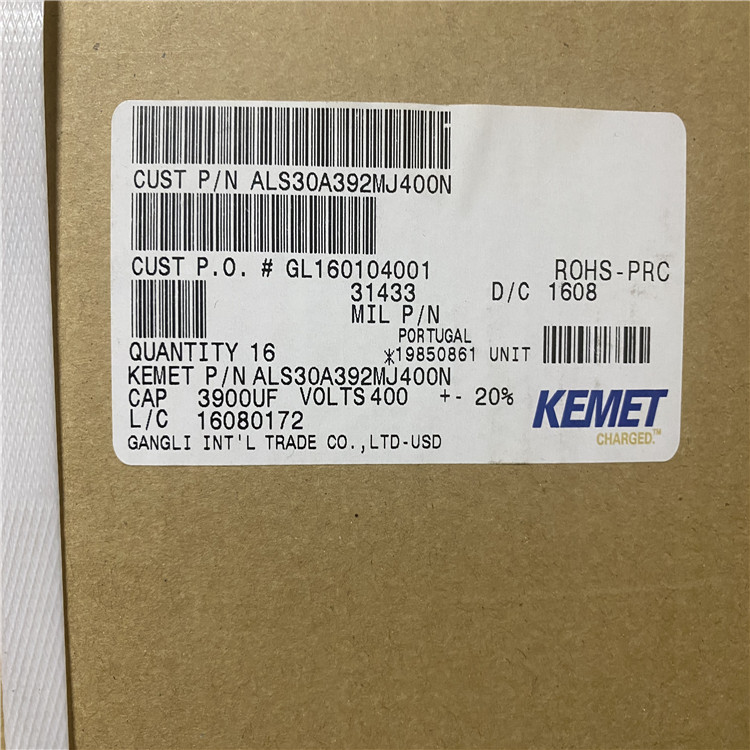 CUST P/N ALS30A392MJ400N
CUST P.O. # GL160104001 ROHS-PRC
31433 D/C 1608
MIL P/N
PORTUGAL
QUANTITY 16 *19850861 UNIT
KEMET P/N ALS30A392MJ400N
CAP 3900UF VOLTS 400 +- 20%
L/C 16080172
GANGLI INT'L TRADE CO.,LTD-USD
KEMET
CHARGED.™